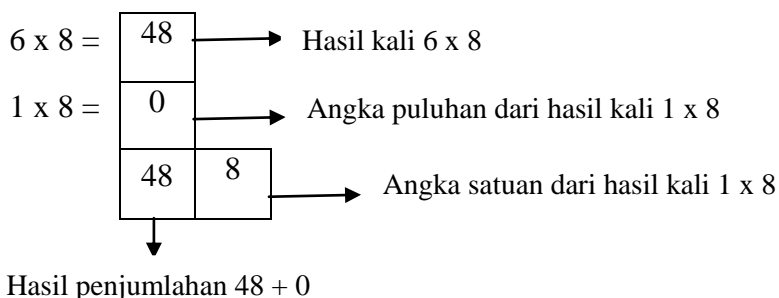 6 x 8 = 48 Hasil kali 6 x 8
1 x 8 = 0 Angka puluhan dari hasil kali 1 x 8
48 8 Angka satuan dari hasil kali 1 x 8
Hasil penjumlahan 48 + 0